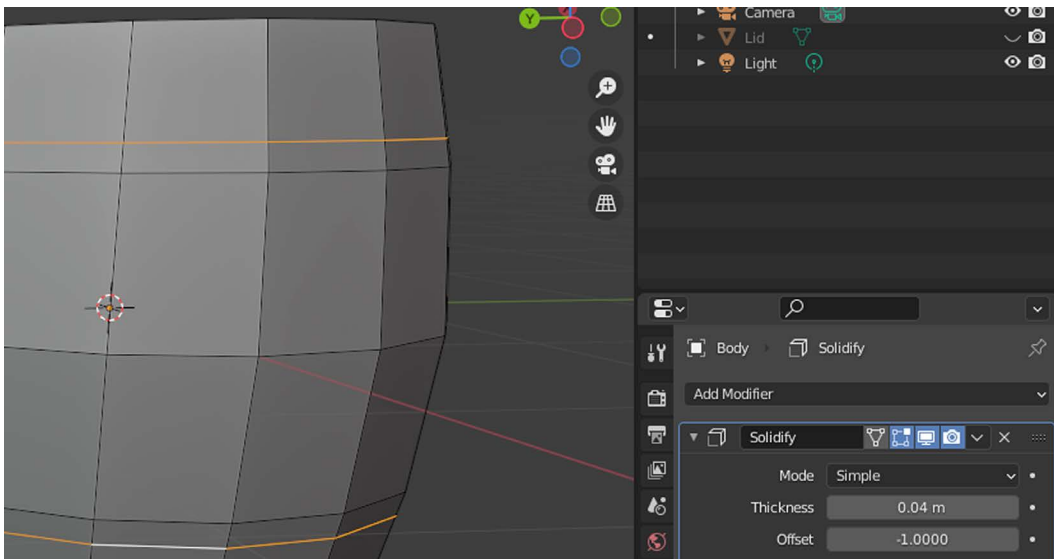 Camera
Y
Lid
Light
Body Solidify
Add Modifier
Solidify
Mode Simple
Thickness 0.04 m
Offset -1.0000